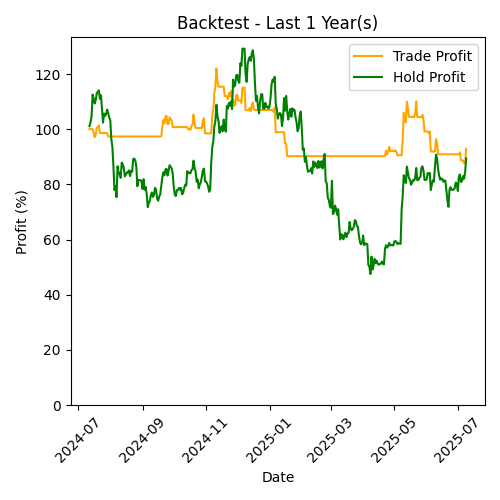 Backtest - Last 1 Year(s)
Trade Profit
Hold Profit
Profit (%)
120
100
80
60
40
20
0
2024-07
2024-09
2024-11
2025-01
2025-03
2025-05
2025-07
Date